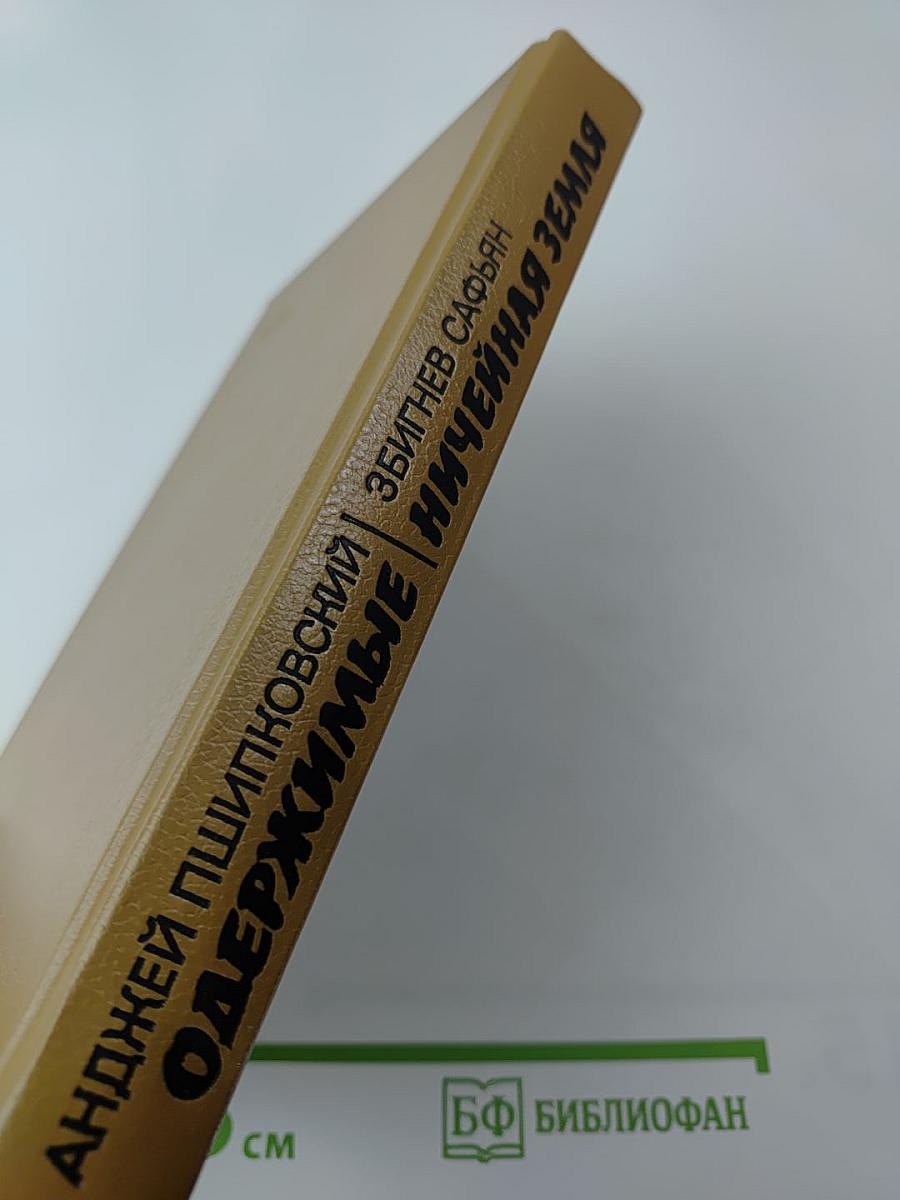 АНДЖЕЙ ПШИПКОВСКИЙ | ЗБИГНЕВ САФЬЯН
ОДЕРЖИМЫЕ | НИЧЕЙНАЯ ЗЕМЛЯ
СМ
БФ БИБЛИОФАН